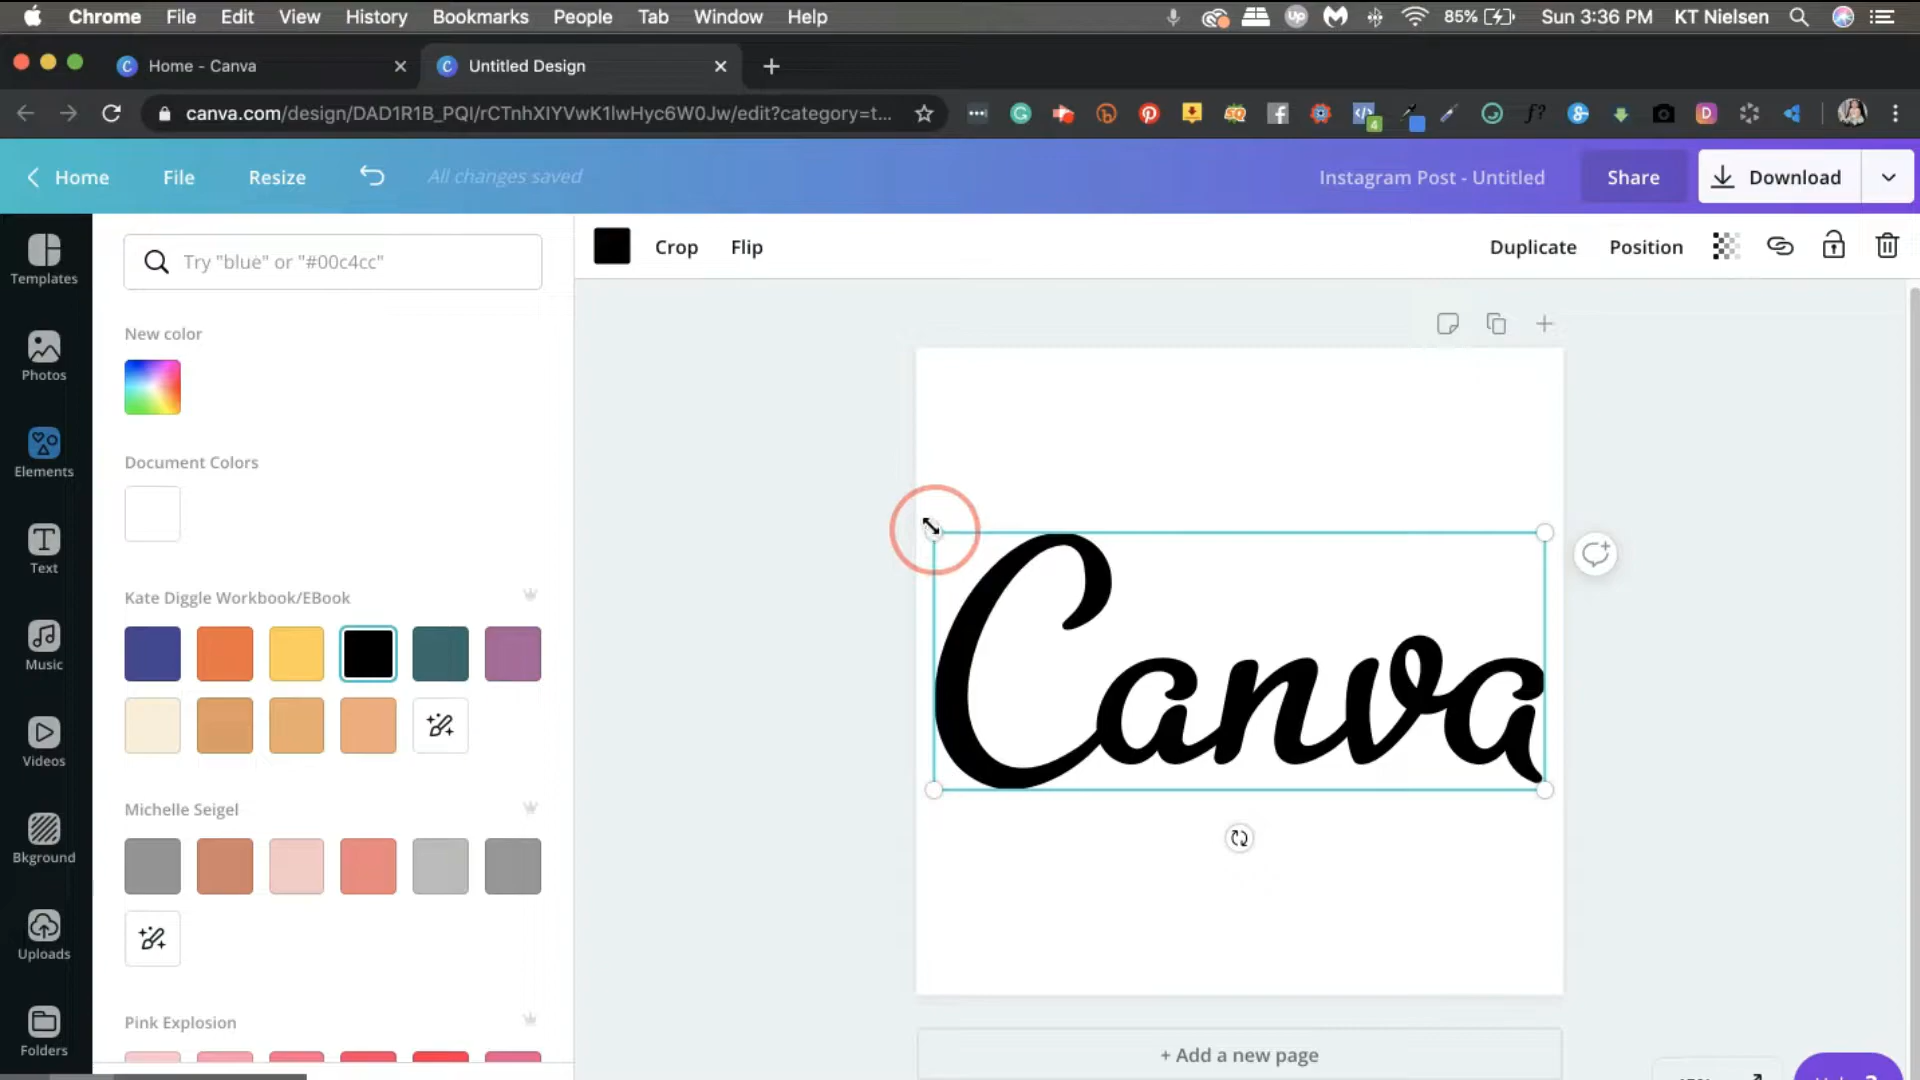 Chrome File Edit View History Bookmarks People Tab Window Help 85% Sun 3:36 PM KT Nielsen
Home - Canva Untitled Design
canva.com/design/DAD1R1B_PQI/rCTnhXIYVwK1lwHyc6W0Jw/edit?category=t...
Home File Resize All changes saved Instagram Post - Untitled Share Download
Crop Flip Duplicate Position
Try "blue" or "#00c4cc"
Templates
New color
Photos
Document Colors
Elements
Text
Kate Diggle Workbook/EBook
Music
Canva
Videos
Michelle Seigel
Bkground
Uploads
Pink Explosion
Folders
+ Add a new page